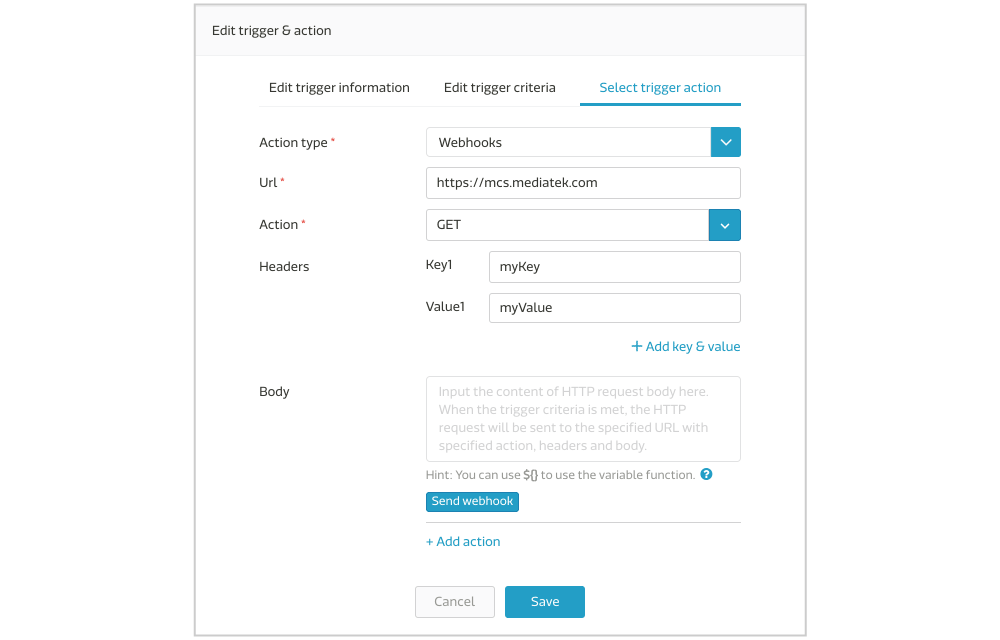 Edit trigger & action
Edit trigger information Edit trigger criteria Select trigger action
Action type * Webhooks
Url * https://mcs.mediatek.com
Action * GET
Headers Key1 myKey
Value1 myValue
+ Add key & value
Body Input the content of HTTP request body here.
When the trigger criteria is met, the HTTP
request will be sent to the specified URL with
specified action, headers and body.
Hint: You can use ${} to use the variable function. ?
Send webhook
+ Add action
Cancel Save